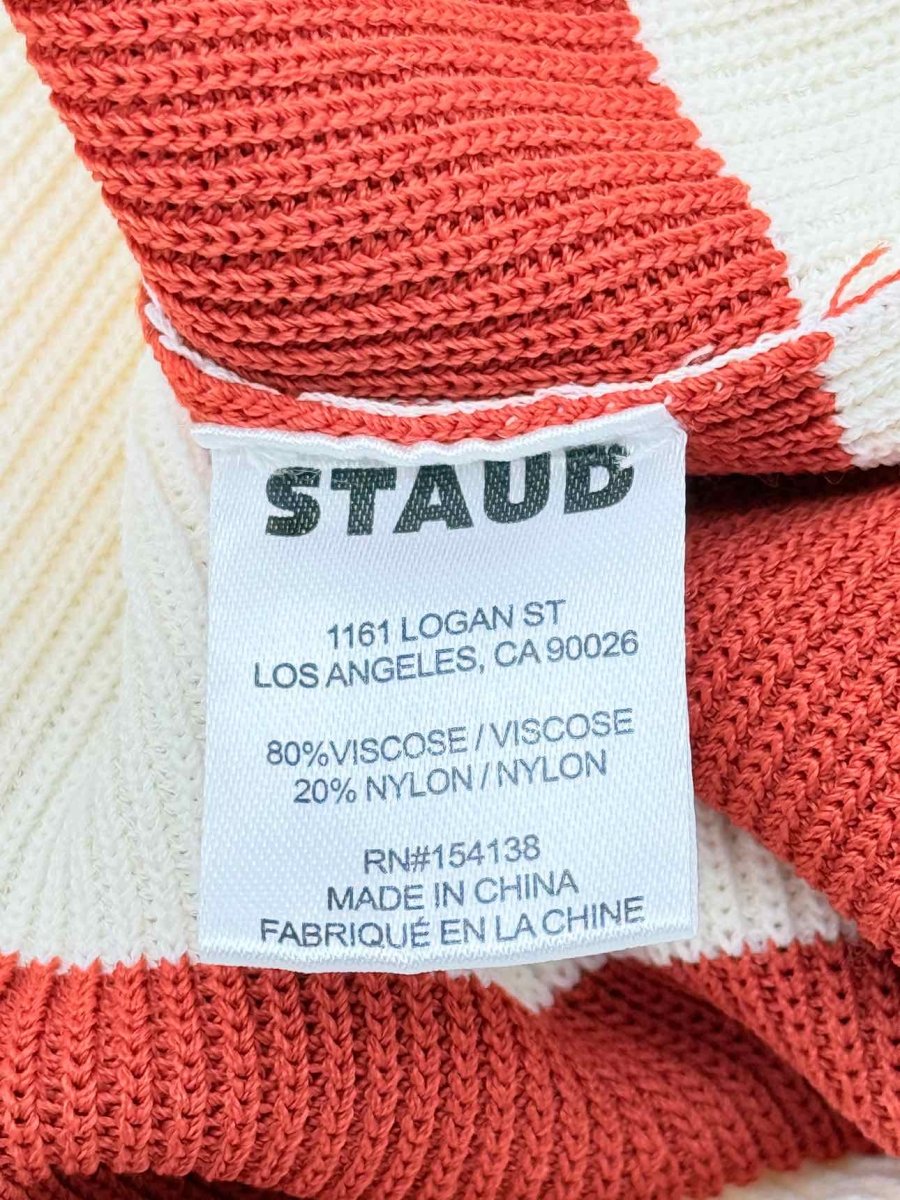 STAUD
1161 LOGAN ST
LOS ANGELES, CA 90026
80%VISCOSE / VISCOSE
20% NYLON / NYLON
RN#154138
MADE IN CHINA
FABRIQUÉ EN LA CHINE